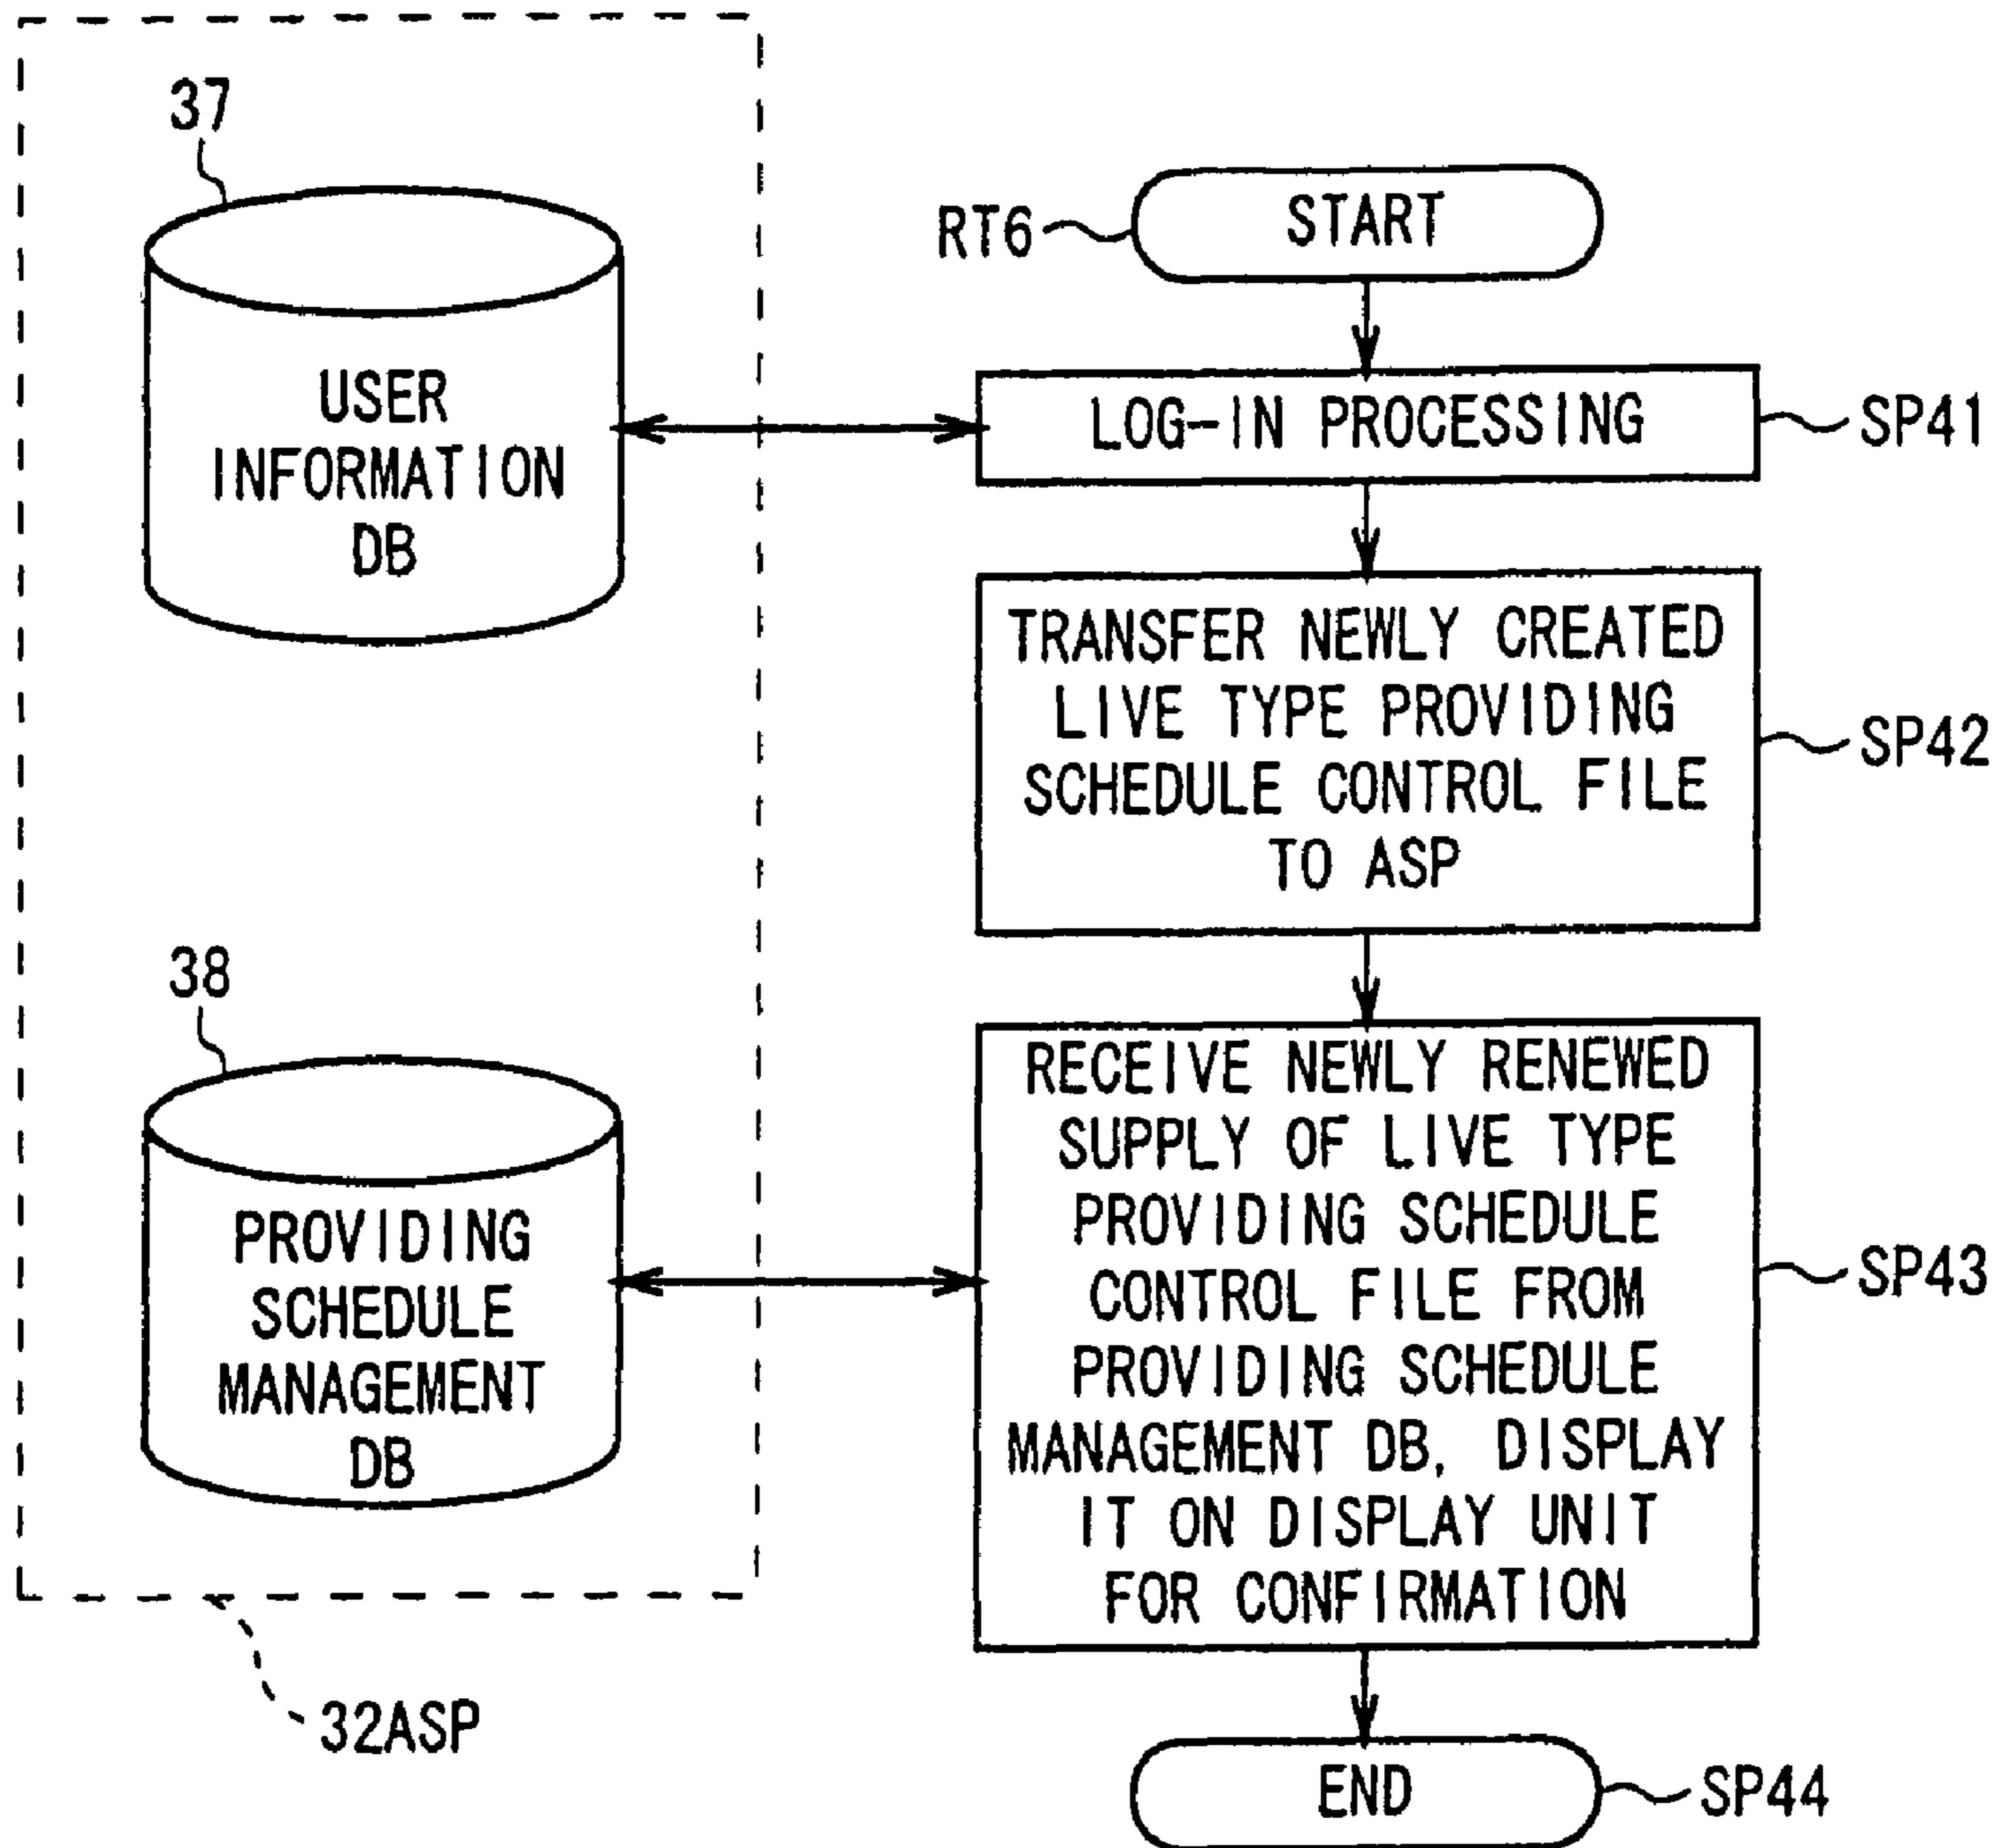 37
USER
INFORMATION
DB
38
PROVIDING
SCHEDULE
MANAGEMENT
DB
32ASP
RT6
START
LOG-IN PROCESSING
SP41
TRANSFER NEWLY CREATED
LIVE TYPE PROVIDING
SCHEDULE CONTROL FILE
TO ASP
SP42
RECEIVE NEWLY RENEWED
SUPPLY OF LIVE TYPE
PROVIDING SCHEDULE
CONTROL FILE FROM
PROVIDING SCHEDULE
MANAGEMENT DB, DISPLAY
IT ON DISPLAY UNIT
FOR CONFIRMATION
SP43
END
SP44